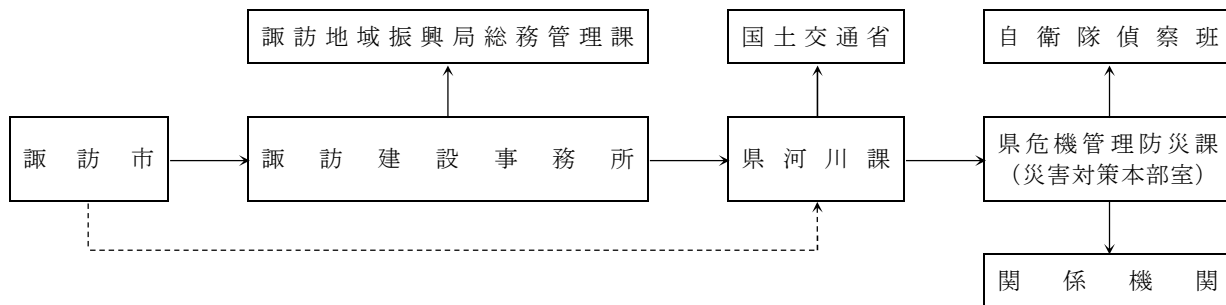 諏訪地域振興局総務管理課
国土交通省
自衛隊偵察班
諏訪市
諏訪建設事務所
県河川課
県危機管理防災課
（災害対策本部室）
関係機関